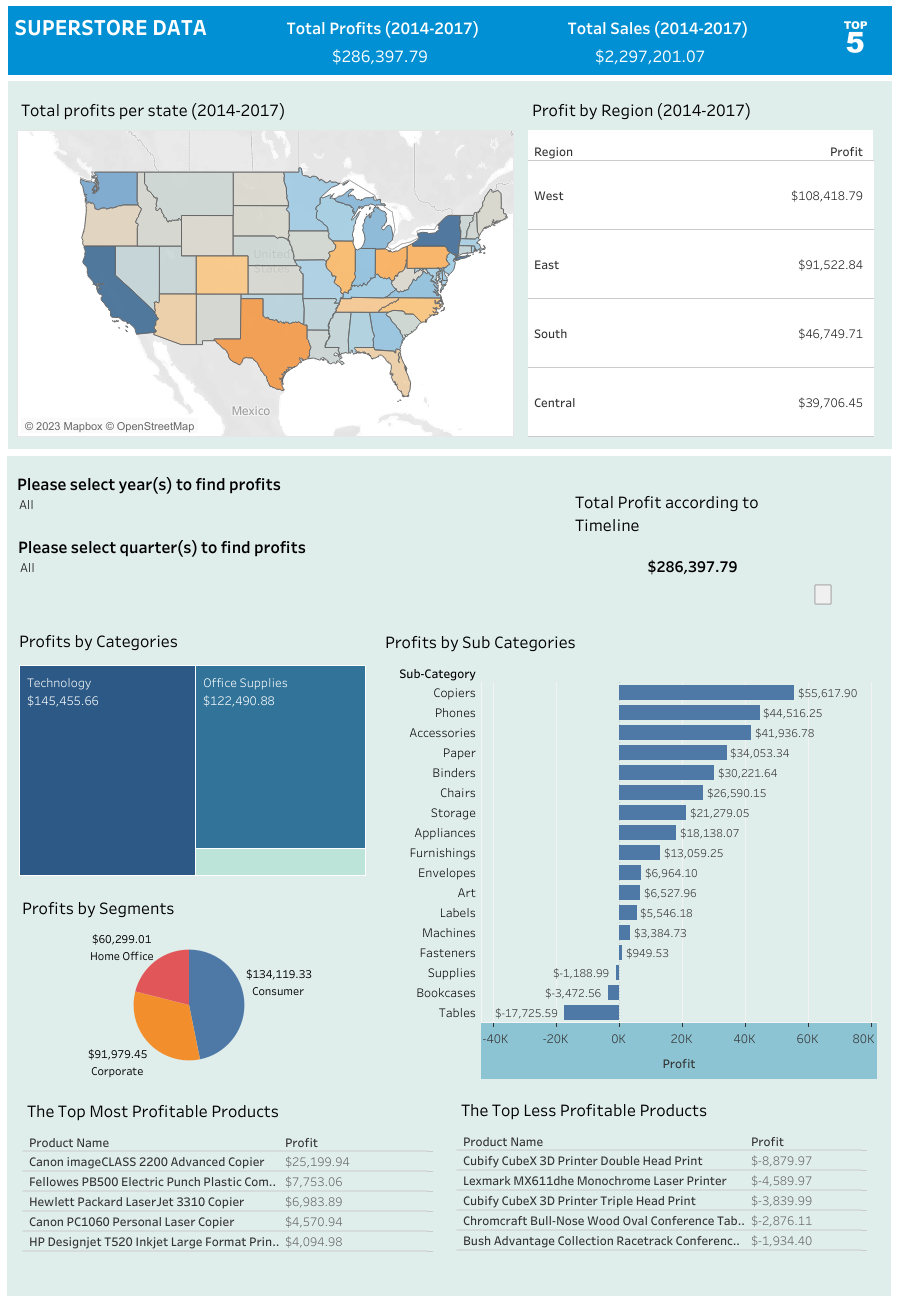 SUPERSTORE DATA
Total Profits (2014-2017)
$286,397.79
Total Sales (2014-2017)
$2,297,201.07
TOP
5
Total profits per state (2014-2017)
United
States
Mexico
© 2023 Mapbox © OpenStreetMap
Profit by Region (2014-2017)
Region Profit
West $108,418.79
East $91,522.84
South $46,749.71
Central $39,706.45
Please select year(s) to find profits
All
Please select quarter(s) to find profits
All
Total Profit according to
Timeline
$286,397.79
Profits by Categories
Technology
$145,455.66
Office Supplies
$122,490.88
Profits by Segments
$60,299.01
Home Office
$134,119.33
Consumer
$91,979.45
Corporate
Profits by Sub Categories
Sub-Category
Copiers $55,617.90
Phones $44,516.25
Accessories $41,936.78
Paper $34,053.34
Binders $30,221.64
Chairs $26,590.15
Storage $21,279.05
Appliances $18,138.07
Furnishings $13,059.25
Envelopes $6,964.10
Art $6,527.96
Labels $5,546.18
Machines $3,384.73
Fasteners $949.53
Supplies $-1,188.99
Bookcases $-3,472.56
Tables $-17,725.59
-40K -20K 0K 20K 40K 60K 80K
Profit
The Top Most Profitable Products
Product Name Profit
Canon imageCLASS 2200 Advanced Copier $25,199.94
Fellowes PB500 Electric Punch Plastic Com.. $7,753.06
Hewlett Packard LaserJet 3310 Copier $6,983.89
Canon PC1060 Personal Laser Copier $4,570.94
HP Designjet T520 Inkjet Large Format Prin.. $4,094.98
The Top Less Profitable Products
Product Name Profit
Cubify CubeX 3D Printer Double Head Print $-8,879.97
Lexmark MX611dhe Monochrome Laser Printer $-4,589.97
Cubify CubeX 3D Printer Triple Head Print $-3,839.99
Chromcraft Bull-Nose Wood Oval Conference Tab.. $-2,876.11
Bush Advantage Collection Racetrack Conferenc.. $-1,934.40